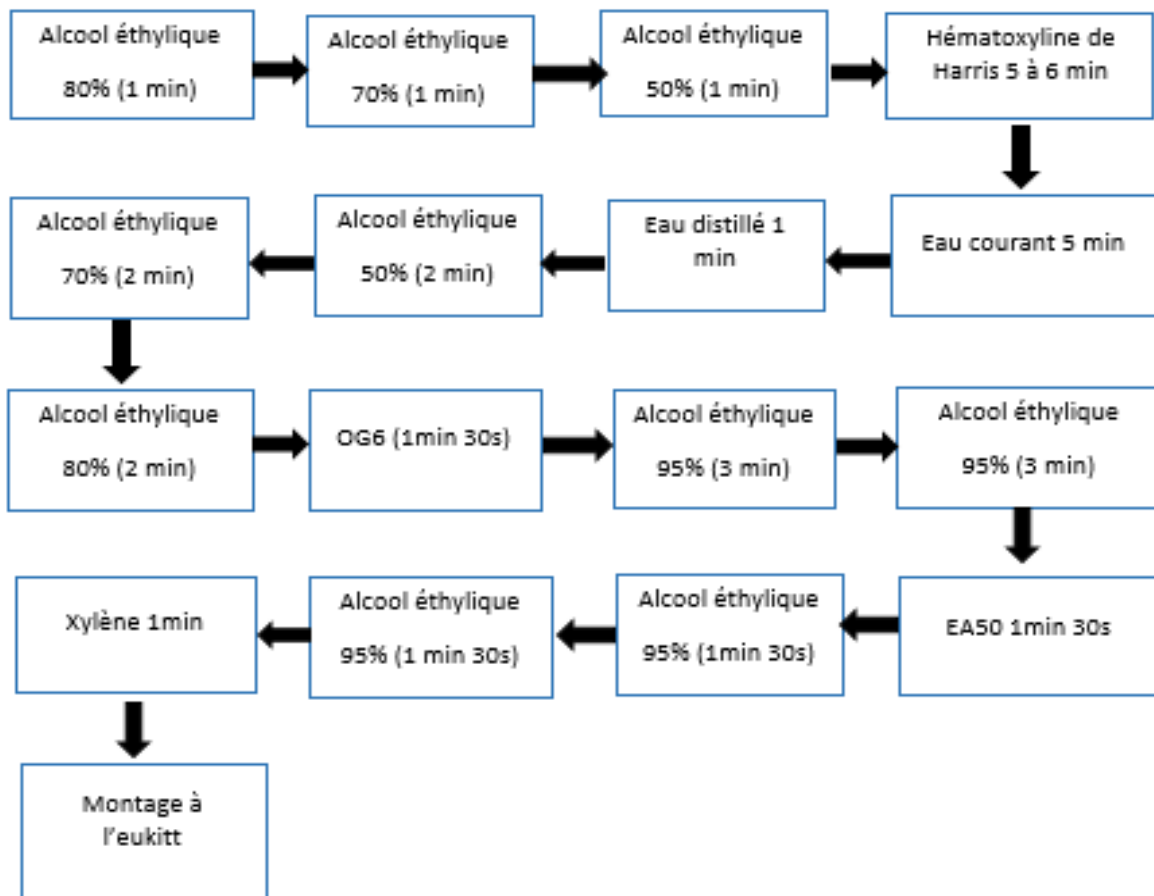 Alcool éthylique
80% (1 min)
Alcool éthylique
70% (1 min)
Alcool éthylique
50% (1 min)
Hématoxyline de
Harris 5 à 6 min
Eau courant 5 min
Eau distillé 1
min
Alcool éthylique
50% (2 min)
Alcool éthylique
70% (2 min)
Alcool éthylique
80% (2 min)
OG6 (1min 30s)
Alcool éthylique
95% (3 min)
Alcool éthylique
95% (3 min)
EA50 1min 30s
Alcool éthylique
95% (1min 30s)
Alcool éthylique
95% (1 min 30s)
Xylène 1min
Montage à
l'eukitt